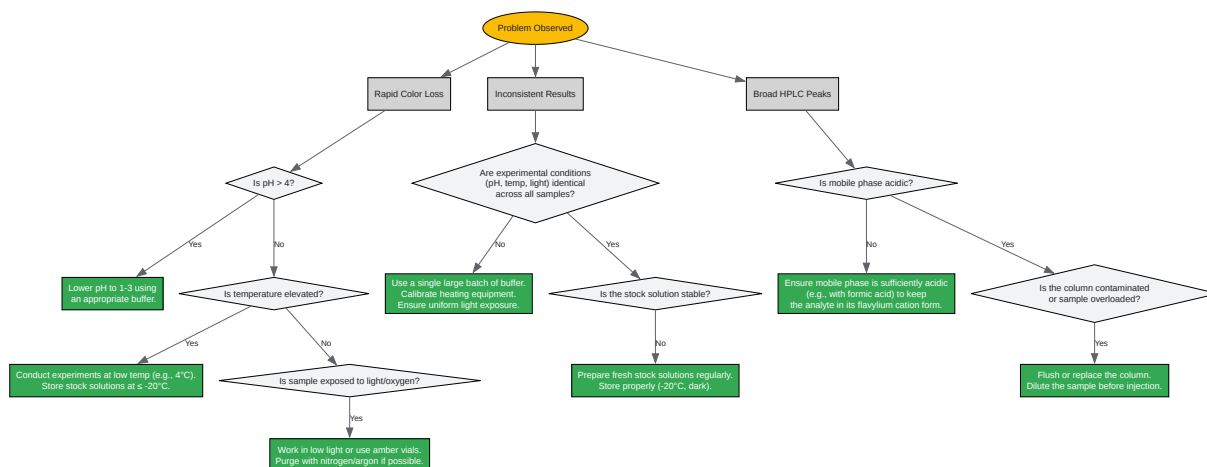 Problem Observed
Rapid Color Loss
Inconsistent Results
Broad HPLC Peaks
Is pH > 4?
Are experimental conditions
(pH, temp, light) identical
across all samples?
Is mobile phase acidic?
Yes
No
No
Yes
No
Yes
Lower pH to 1-3 using
an appropriate buffer.
Is temperature elevated?
Use a single large batch of buffer.
Calibrate heating equipment.
Ensure uniform light exposure.
Is the stock solution stable?
Ensure mobile phase is sufficiently acidic
(e.g., with formic acid) to keep
the analyte in its flavylium cation form.
Is the column contaminated
or sample overloaded?
Yes
No
No
Yes
Conduct experiments at low temp (e.g., 4°C).
Store stock solutions at ≤ -20°C.
Is sample exposed to light/oxygen?
Prepare fresh stock solutions regularly.
Store properly (-20°C, dark).
Flush or replace the column.
Dilute the sample before injection.
Yes
Work in low light or use amber vials.
Purge with nitrogen/argon if possible.